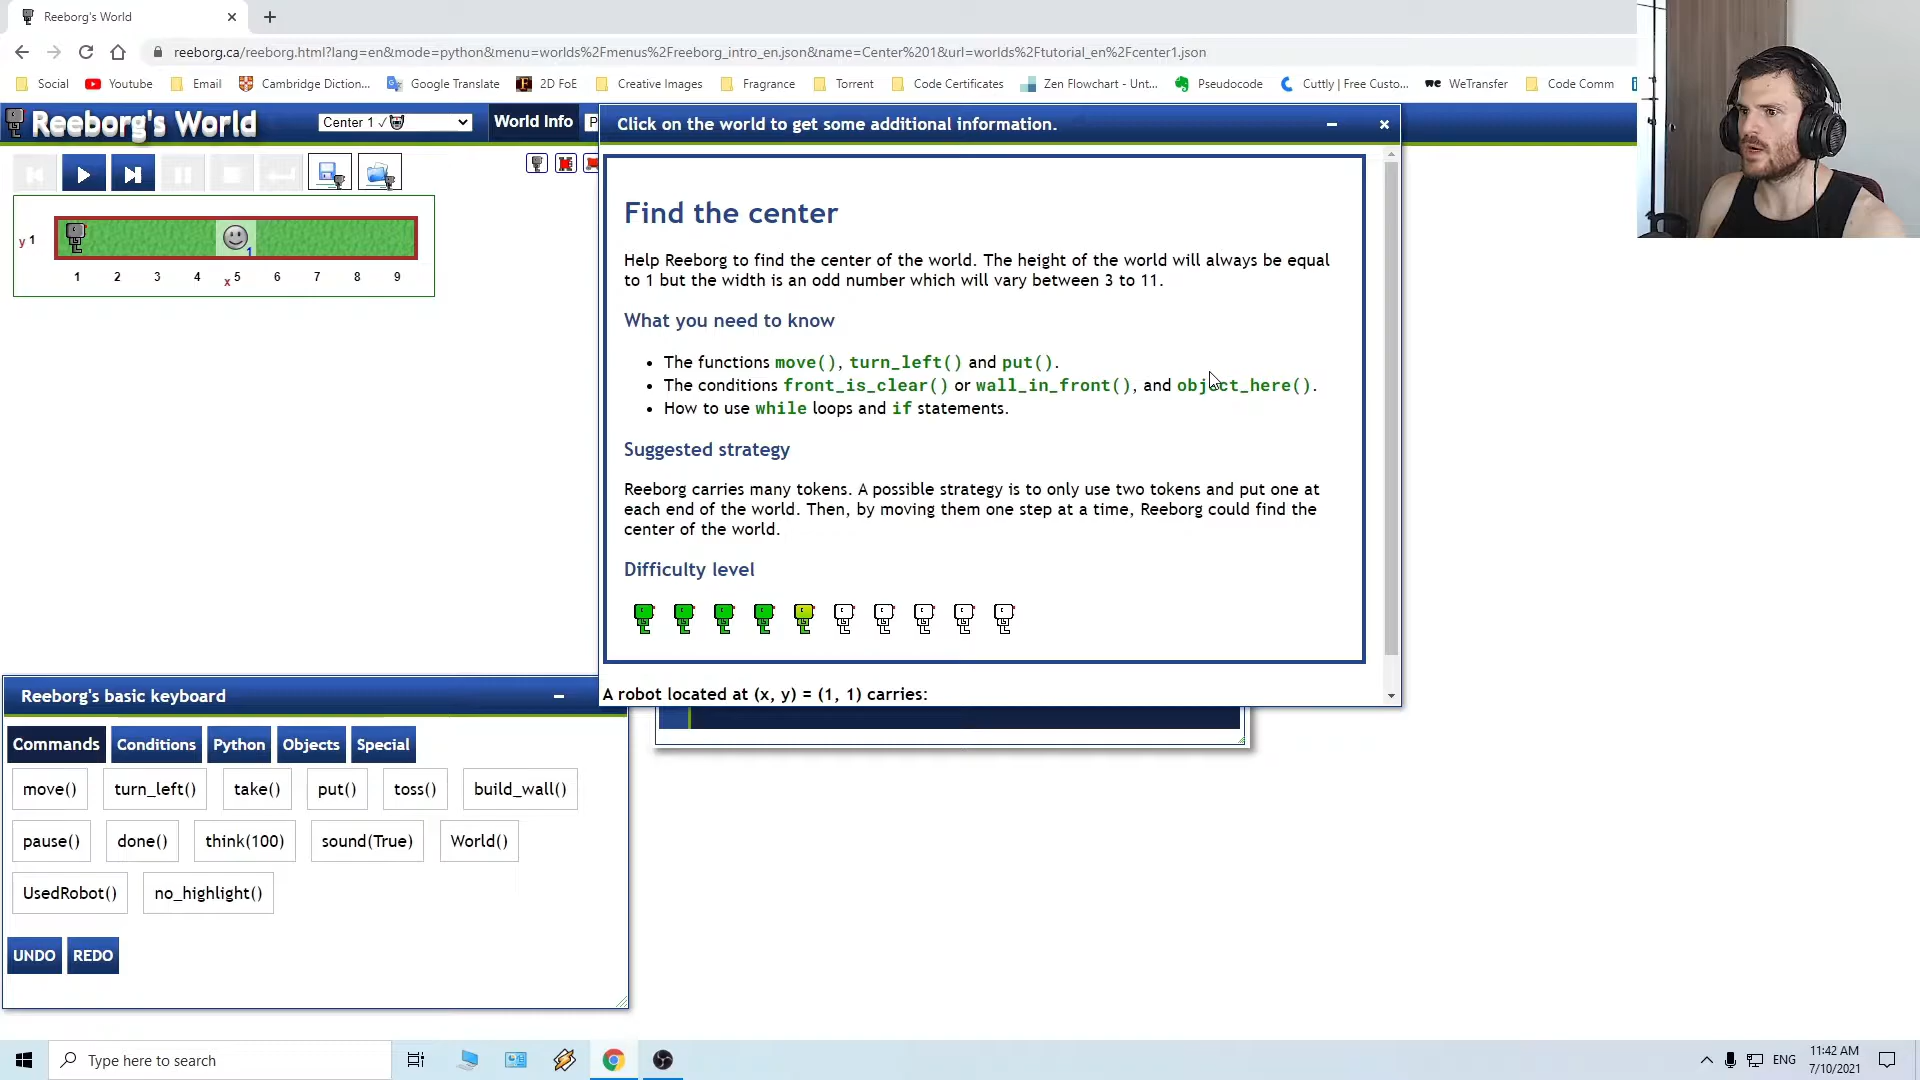 Reeborg's World
reeborg.ca/reeborg.html?lang=en&mode=python&menu=worlds%2Fmenus%2Freeborg_intro_en.json&name=Center%201&url=worlds%2Ftutorial_en%2Fcenter1.json
Social Youtube Email Cambridge Diction... Google Translate 2D FoE Creative Images Fragrance Torrent Code Certificates Zen Flowchart - Unt... Pseudocode Cuttly | Free Custo... WeTransfer Code Comm
Reeborg's World Center 1 ✓ World Info P
Click on the world to get some additional information.
y 1
1
1 2 3 4 x 5 6 7 8 9
Find the center
Help Reeborg to find the center of the world. The height of the world will always be equal
to 1 but the width is an odd number which will vary between 3 to 11.
What you need to know
• The functions move(), turn_left() and put().
• The conditions front_is_clear() or wall_in_front(), and object_here().
• How to use while loops and if statements.
Suggested strategy
Reeborg carries many tokens. A possible strategy is to only use two tokens and put one at
each end of the world. Then, by moving them one step at a time, Reeborg could find the
center of the world.
Difficulty level
A robot located at (x, y) = (1, 1) carries:
Reeborg's basic keyboard
Commands Conditions Python Objects Special
move() turn_left() take() put() toss() build_wall()
pause() done() think(100) sound(True) World()
UsedRobot() no_highlight()
UNDO REDO
Type here to search
ENG
11:42 AM
7/10/2021